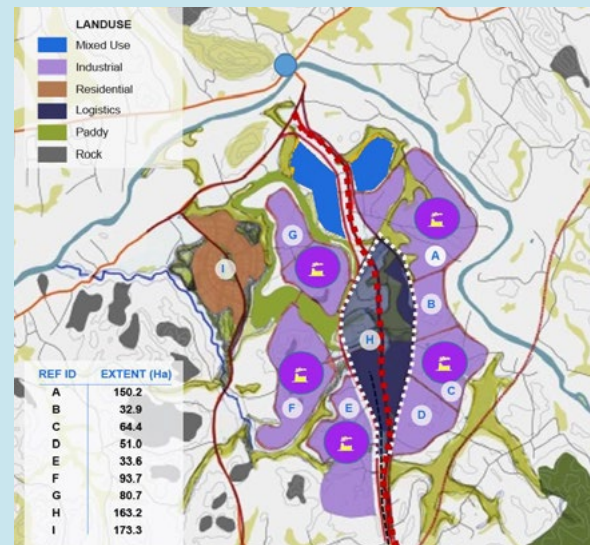 LANDUSE
Mixed Use
Industrial
Residential
Logistics
Paddy
Rock
G
A
I
B
H
C
F
E
D
REF ID EXTENT (Ha)
A 150.2
B 32.9
C 64.4
D 51.0
E 33.6
F 93.7
G 80.7
H 163.2
I 173.3